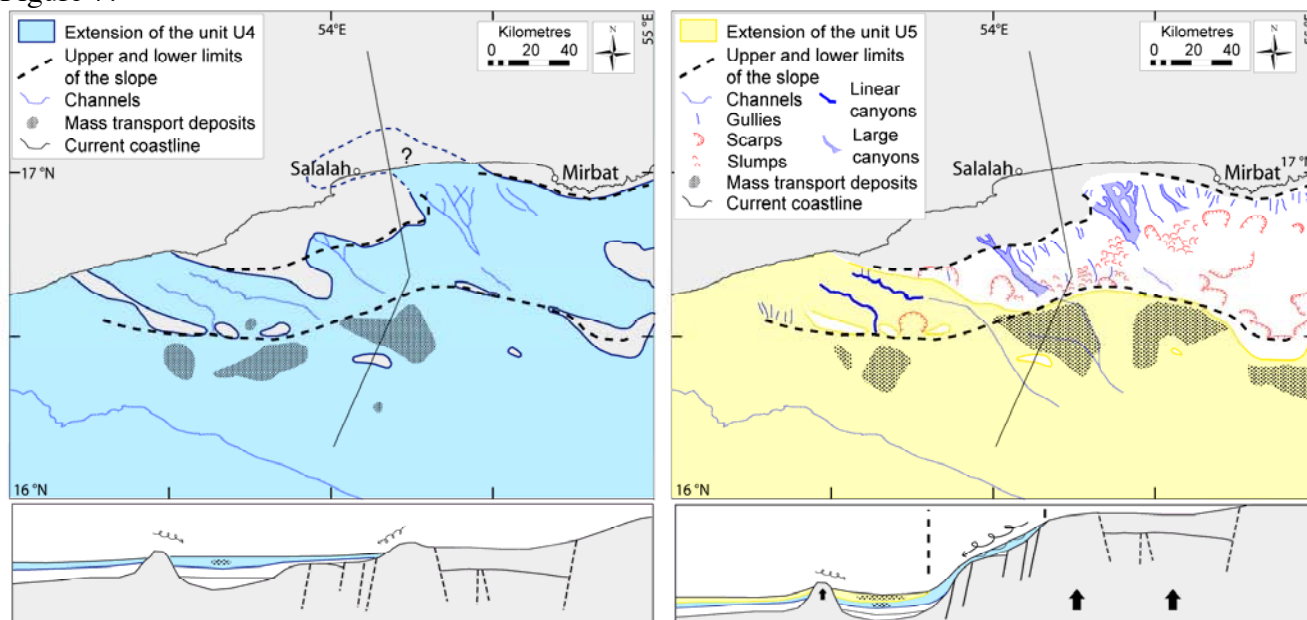 Figure 7:
Extension of the unit U4
Upper and lower limits
of the slope
Channels
Mass transport deposits
Current coastline
54°E
Kilometres
0 20 40
N
55°E
?
Salalah
17 °N
Mirbat
16 °N
Extension of the unit U5
Upper and lower limits
of the slope
Channels
Linear
canyons
Gullies
Scarps
Large
canyons
Slumps
Mass transport deposits
Current coastline
54°E
Kilometres
0 20 40
N
Salalah
17°N
Mirbat
16 °N